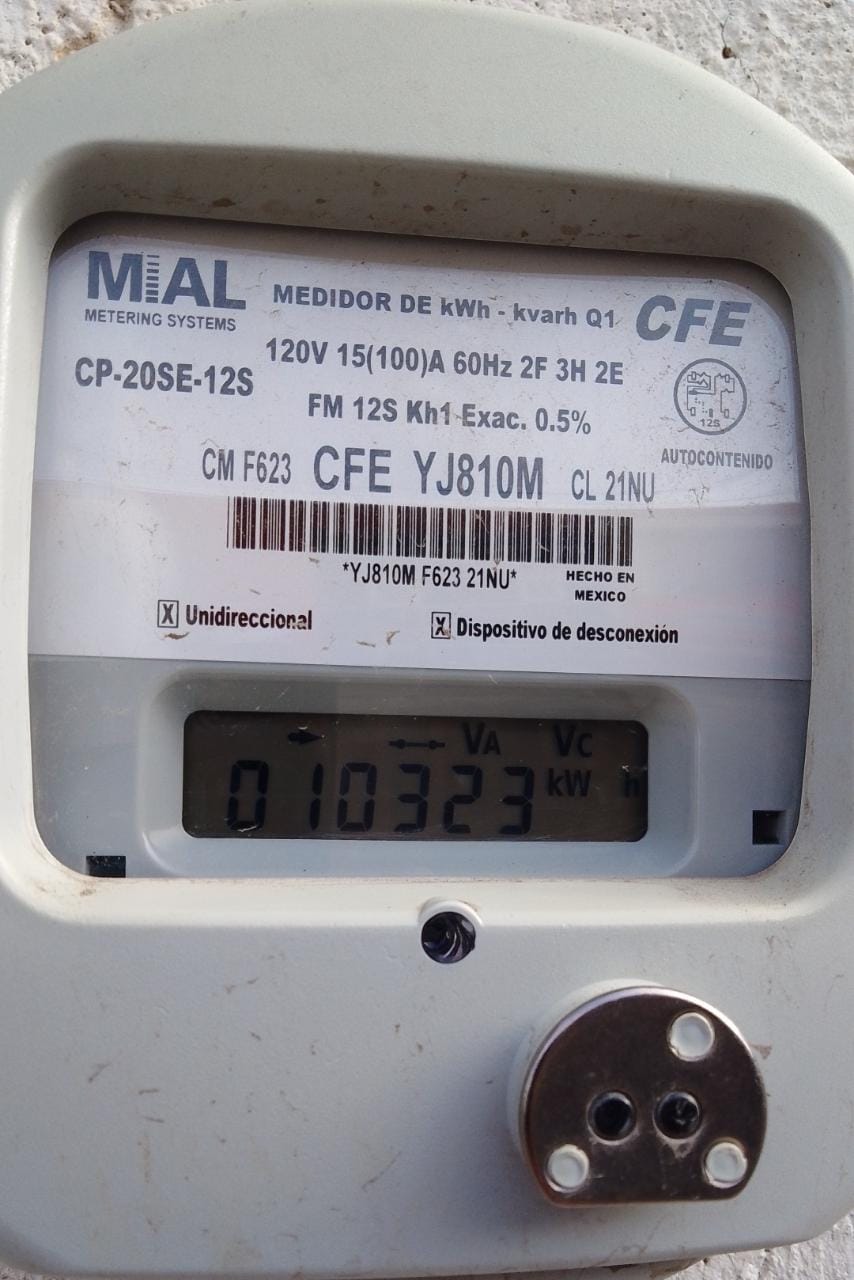 MIAL
METERING SYSTEMS
MEDIDOR DE kWh - kvarh Q1
CFE
CP-20SE-12S
120V 15(100)A 60Hz 2F 3H 2E
FM 12S Kh1 Exac. 0.5%
12S
AUTOCONTENIDO
CM F623 CFE YJ810M CL 21NU
*YJ810M F623 21NU*
HECHO EN
MEXICO
X Unidireccional
X Dispositivo de desconexión
VA VC
010323 kW h